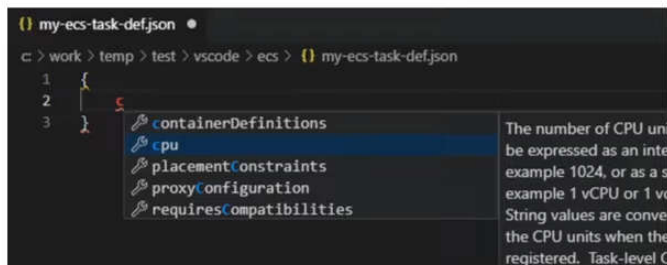 {} my-ecs-task-def.json ●
c: > work > temp > test > vscode > ecs > {} my-ecs-task-def.json
1 {
2 c
3 }
containerDefinitions
cpu
placementConstraints
proxyConfiguration
requiresCompatibilities
The number of CPU uni
be expressed as an inte
example 1024, or as a s
example 1 vCPU or 1 vc
String values are conve
the CPU units when the
registered. Task-level C